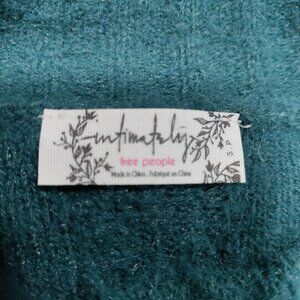 intimately
free people
Made in China. Fabriqué en Chine
S.P